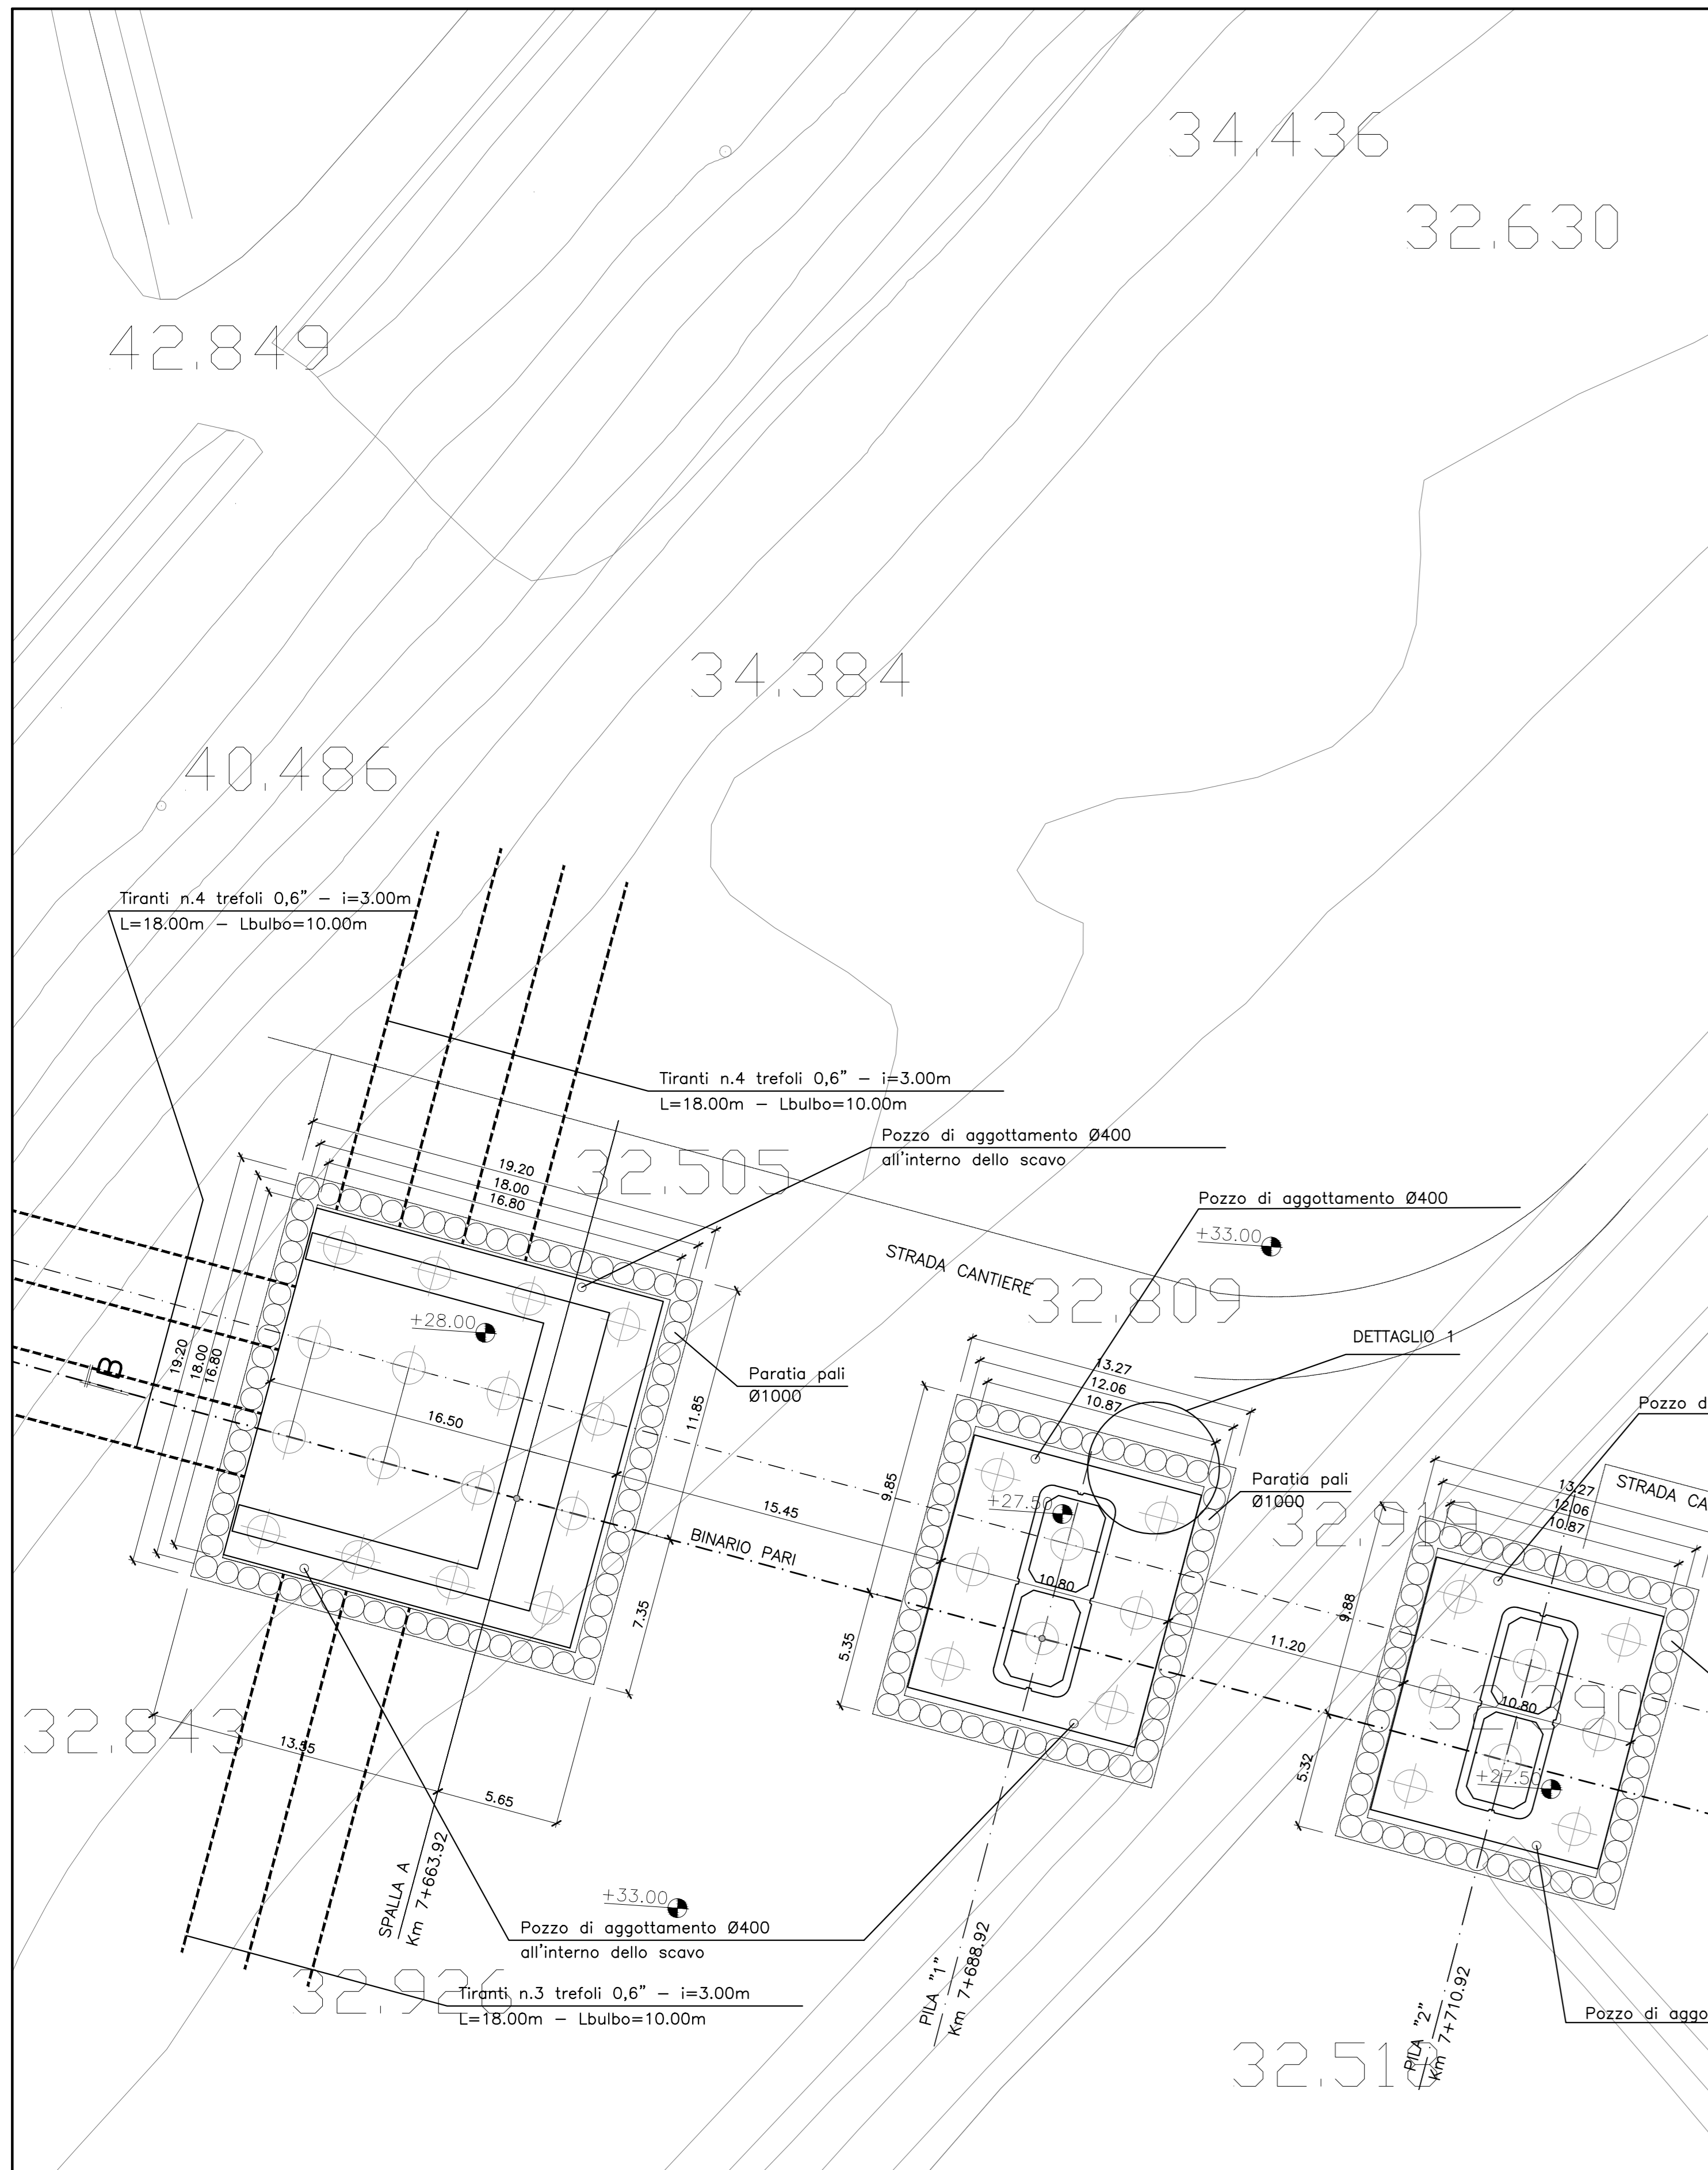 34.436
32.630
42.849
34.384
40.486
Tiranti n.4 trefoli 0,6" – i=3.00m
L=18.00m – Lbulbo=10.00m
Tiranti n.4 trefoli 0,6" – i=3.00m
L=18.00m – Lbulbo=10.00m
Pozzo di aggottamento Ø400
all'interno dello scavo
32.505
19.20
18.00
16.80
Pozzo di aggottamento Ø400
+33.00
STRADA CANTIERE
32.809
DETTAGLIO 1
+28.00
B
19.20
18.00
16.80
Paratia pali
Ø1000
16.50
11.85
13.27
12.06
10.87
Pozzo d
9.85
+27.50
Paratia pali
Ø1000
32.919
STRADA CA
13.27
12.06
10.87
15.45
BINARIO PARI
10.80
7.35
5.35
11.20
9.88
10.80
5.32
+27.50
32.843
13.55
5.65
SPALLA A
Km 7+663.92
+33.00
Pozzo di aggottamento Ø400
all'interno dello scavo
Tiranti n.3 trefoli 0,6" – i=3.00m
L=18.00m – Lbulbo=10.00m
32.926
PILA "1"
Km 7+688.92
PILA "2"
Km 7+710.92
Pozzo di aggo